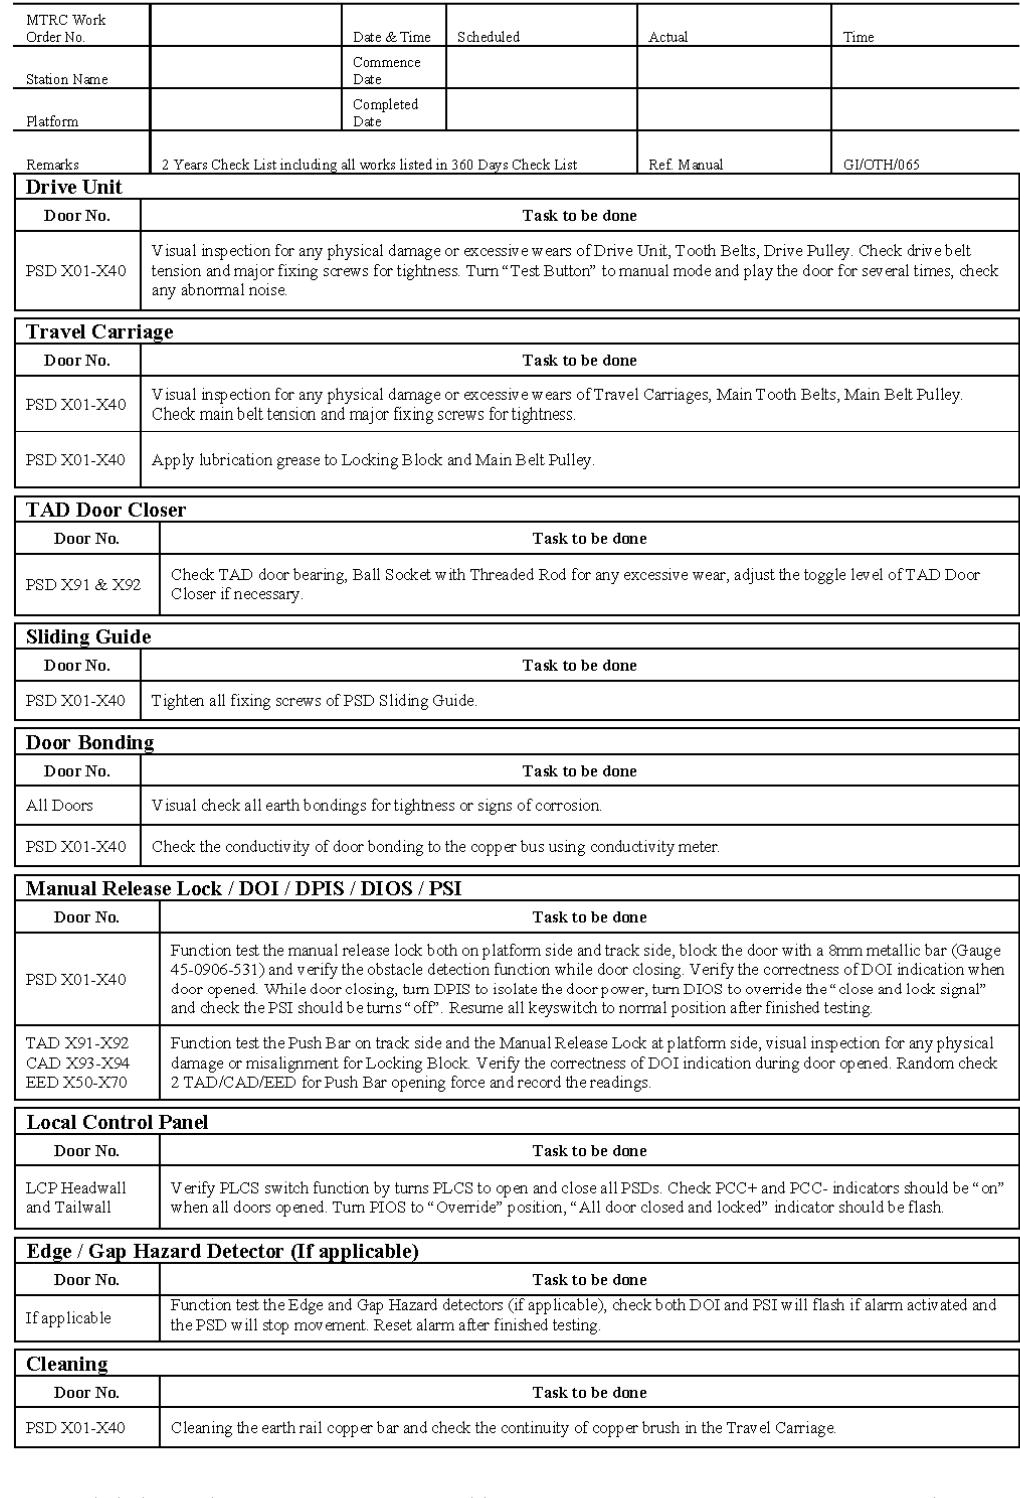 MTRC Work
Order No. Date & Time Scheduled Actual Time
Commence
Station Name Date
Completed
Platform Date
Remarks 2 Years Check List including all works listed in 360 Days Check List Ref. Manual GI/OTH/065
Drive Unit
Door No. Task to be done
Visual inspection for any physical damage or excessive wears of Drive Unit, Tooth Belts, Drive Pulley. Check drive belt
PSD X01-X40 tension and major fixing screws for tightness. Turn “Test Button” to manual mode and play the door for several times, check
any abnormal noise.
Travel Carriage
Door No. Task to be done
PSD X01-X40 Visual inspection for any physical damage or excessive wears of Travel Carriages, Main Tooth Belts, Main Belt Pulley.
Check main belt tension and major fixing screws for tightness.
PSD X01-X40 Apply lubrication grease to Locking Block and Main Belt Pulley.
TAD Door Closer
Door No. Task to be done
PSD X91 & X92 Check TAD door bearing, Ball Socket with Threaded Rod for any excessive wear, adjust the toggle level of TAD Door
Closer if necessary.
Sliding Guide
Door No. Task to be done
PSD X01-X40 Tighten all fixing screws of PSD Sliding Guide.
Door Bonding
Door No. Task to be done
All Doors Visual check all earth bondings for tightness or signs of corrosion.
PSD X01-X40 Check the conductivity of door bonding to the copper bus using conductivity meter.
Manual Release Lock / DOI / DPIS / DIOS / PSI
Door No. Task to be done
Function test the manual release lock both on platform side and track side, block the door with a 8mm metallic bar (Gauge
PSD X01-X40 45-0906-531) and verify the obstacle detection function while door closing. Verify the correctness of DOI indication when
door opened. While door closing, turn DPIS to isolate the door power, turn DIOS to override the “close and lock signal”
and check the PSI should be turns “off”. Resume all keyswitch to normal position after finished testing.
TAD X91-X92 Function test the Push Bar on track side and the Manual Release Lock at platform side, visual inspection for any physical
CAD X93-X94 damage or misalignment for Locking Block. Verify the correctness of DOI indication during door opened. Random check
EED X50-X70 2 TAD/CAD/EED for Push Bar opening force and record the readings.
Local Control Panel
Door No. Task to be done
LCP Headwall Verify PLCS switch function by turns PLCS to open and close all PSDs. Check PCC+ and PCC- indicators should be “on”
and Tailwall when all doors opened. Turn PIOS to “Override” position, “All door closed and locked” indicator should be flash.
Edge / Gap Hazard Detector (If applicable)
Door No. Task to be done
If applicable Function test the Edge and Gap Hazard detectors (if applicable), check both DOI and PSI will flash if alarm activated and
the PSD will stop movement. Reset alarm after finished testing.
Cleaning
Door No. Task to be done
PSD X01-X40 Cleaning the earth rail copper bar and check the continuity of copper brush in the Travel Carriage.